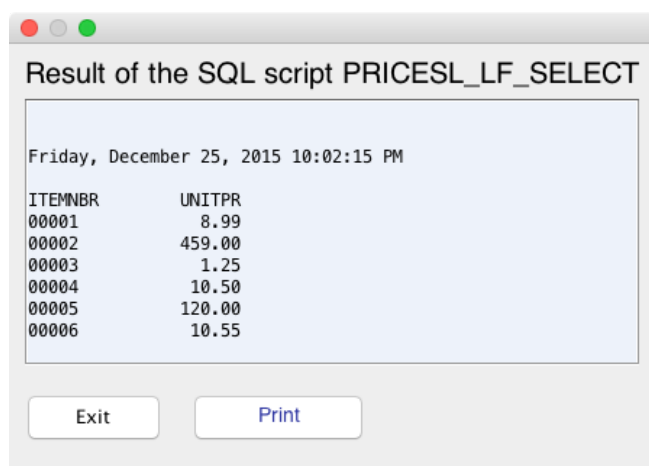 Result of the SQL script PRICESL_LF_SELECT
Friday, December 25, 2015 10:02:15 PM
ITEMNBR UNITPR
00001 8.99
00002 459.00
00003 1.25
00004 10.50
00005 120.00
00006 10.55
Exit Print